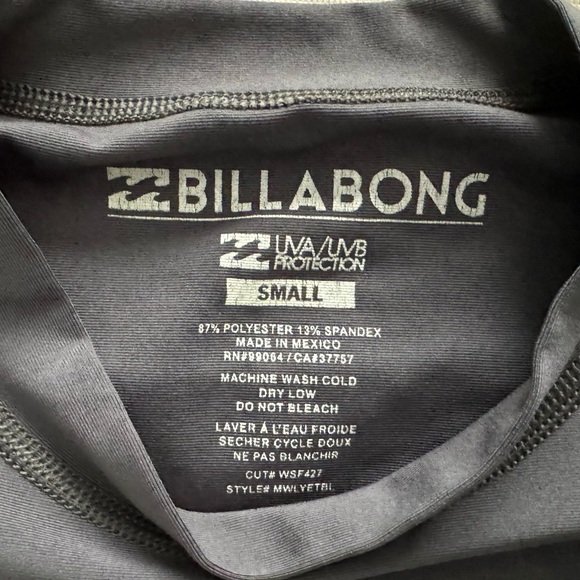 BILLABONG
UVA/UVB
PROTECTION
SMALL
87% POLYESTER 13% SPANDEX
MADE IN MEXICO
RN#99064 / CA#37757
MACHINE WASH COLD
DRY LOW
DO NOT BLEACH
LAVER À L'EAU FROIDE
SECHER CYCLE DOUX
NE PAS BLANCHIR
CUT# WSF427
STYLE# MWLYETBL